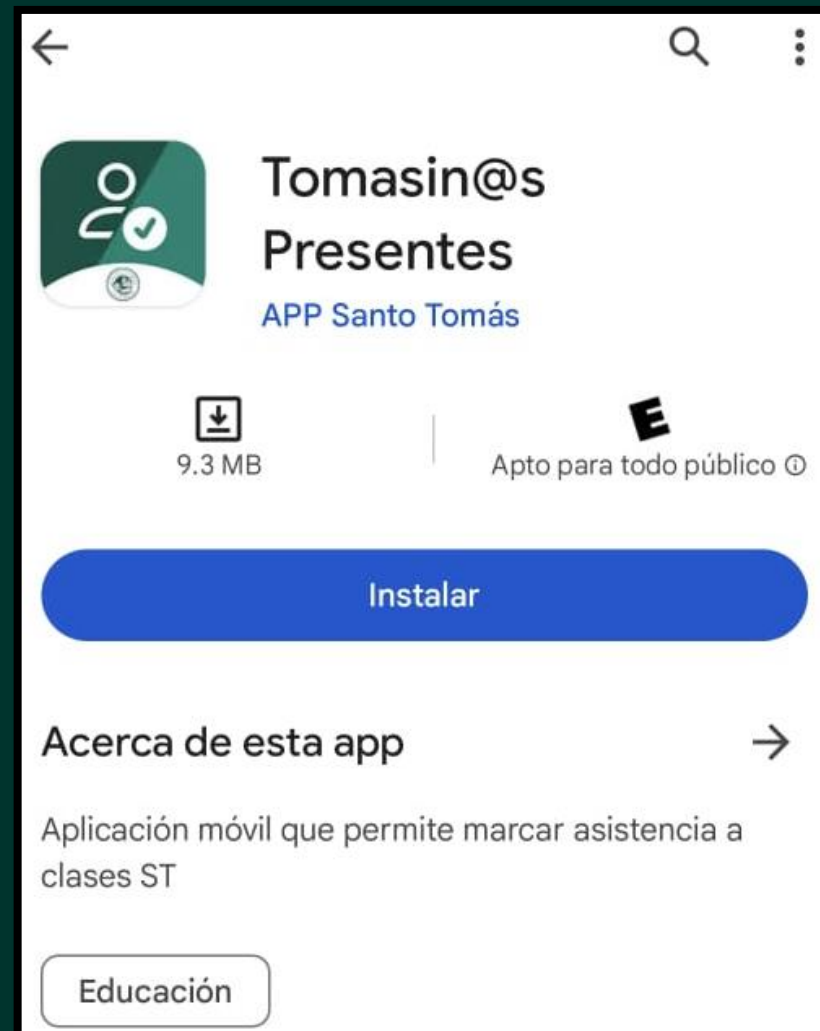 Tomasin@s
Presentes
APP Santo Tomás
9.3 MB
E
Apto para todo público
Instalar
Acerca de esta app
Aplicación móvil que permite marcar asistencia a
clases ST
Educación